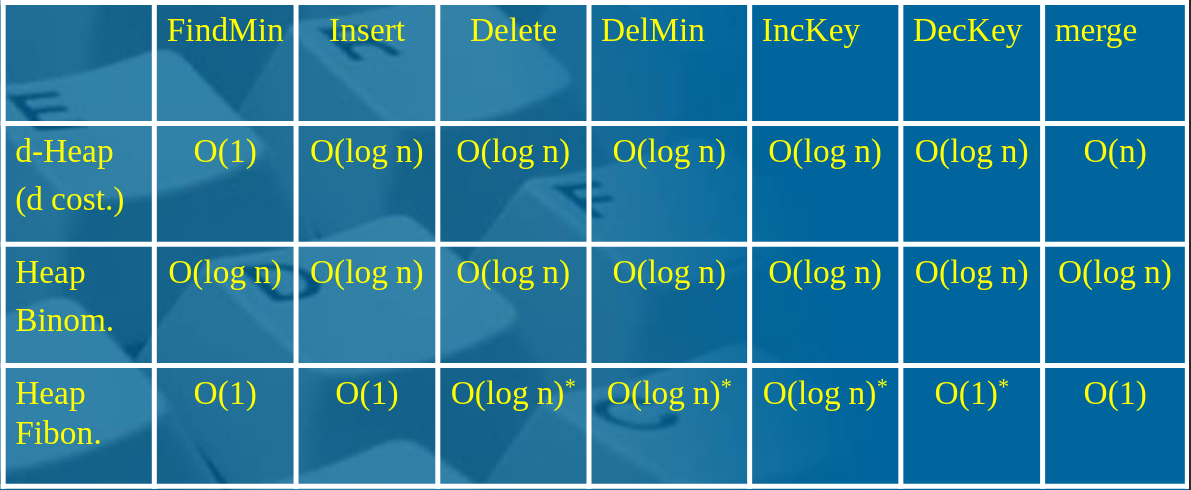 FindMin Insert Delete DelMin IncKey DecKey merge
d-Heap O(1) O(log n) O(log n) O(log n) O(log n) O(log n) O(n)
(d cost.)
Heap O(log n) O(log n) O(log n) O(log n) O(log n) O(log n) O(log n)
Binom.
Heap O(1) O(1) O(log n)* O(log n)* O(log n)* O(1)* O(1)
Fibon.
E
E
F
D
C